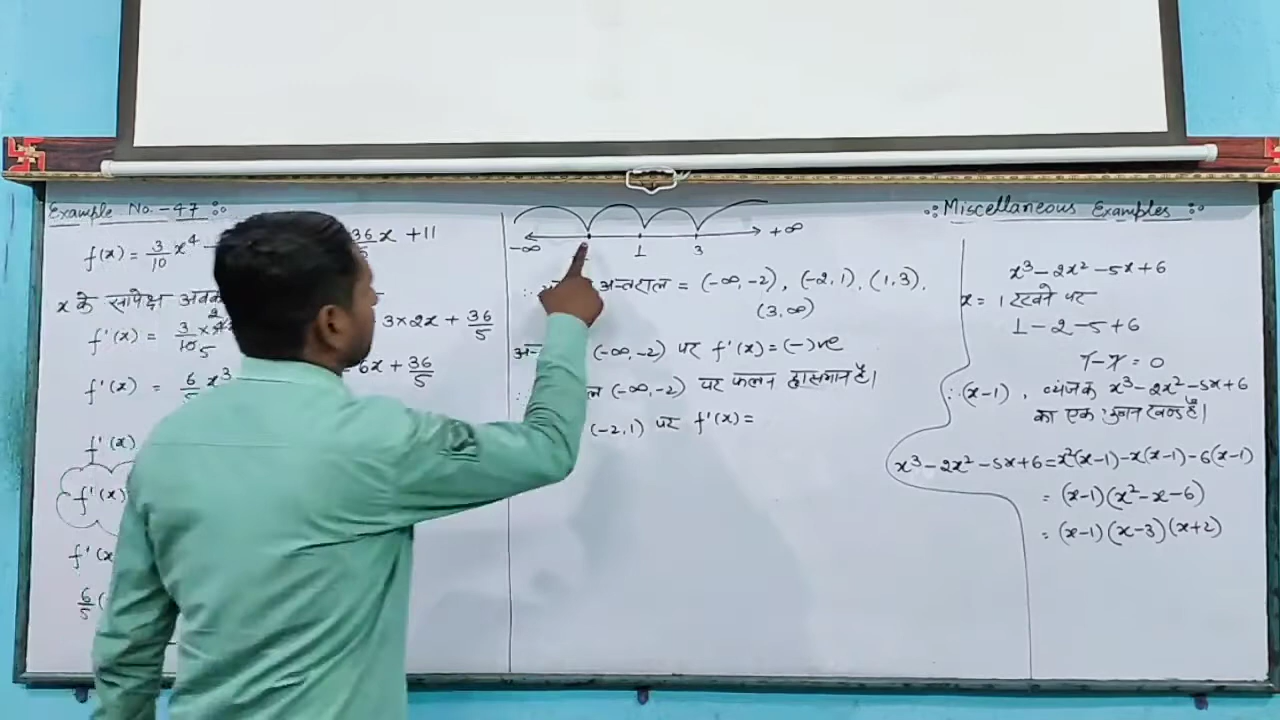 Example No. - 47 :-
f(x) = 3/10 x⁴ 36x/5 + 11
x के सापेक्ष
f'(x) = 3/10 × 3×2x + 36/5
f'(x) = 6/5 x³ 6x + 36/5
f'(x)
f'(x)
f'(x
6/5 (
-∞ 1 3 +∞
∴ अन्तराल = (-∞, -2), (-2, 1), (1, 3),
(3, ∞)
(-∞, -2) पर f'(x) = (-)ve
(-∞, -2) पर फलन ह्रासमान है।
(-2, 1) पर f'(x) =
:: Miscellaneous Examples :-
x³ - 2x² - 5x + 6
x = 1 रखने पर
1 - 2 - 5 + 6
7 - 7 = 0
∴ (x-1), व्यंजक x³ - 2x² - 5x + 6
का एक गुणनखण्ड है।
x³ - 2x² - 5x + 6 = x²(x-1) - x(x-1) - 6(x-1)
= (x-1)(x² - x - 6)
= (x-1)(x-3)(x+2)